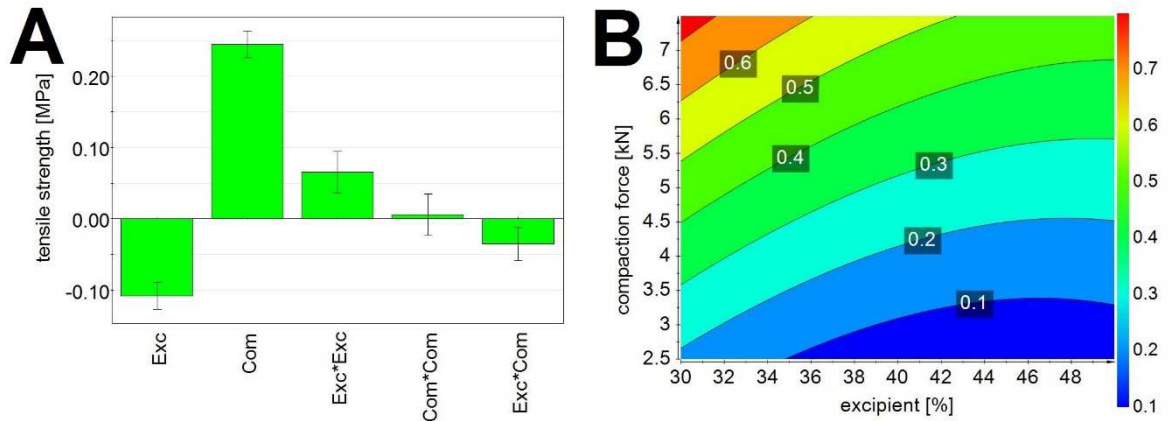 A
tensile strength [MPa]
0.20
0.10
0.00
-0.10
Exc
Com
Exc*Exc
Com*Com
Exc*Com
B
compaction force [kN]
7
6.5
6
5.5
5
4.5
4
3.5
3
2.5
0.6
0.5
0.4
0.3
0.2
0.1
30 32 34 36 38 40 42 44 46 48
excipient [%]
0.7
0.6
0.5
0.4
0.3
0.2
0.1